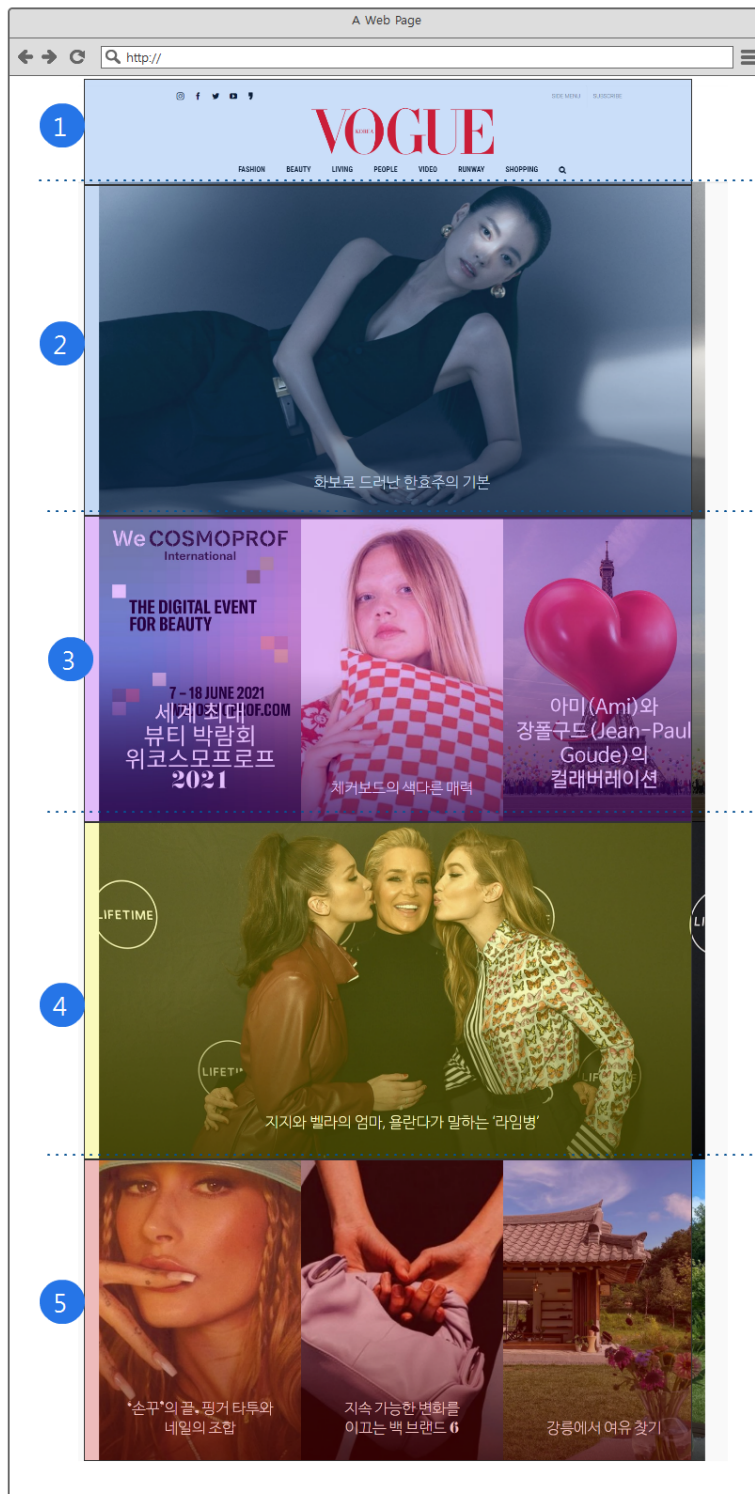 A Web Page
http://
1
SIDE MENU SUBSCRIBE
VOGUE
KOREA
FASHION BEAUTY LIVING PEOPLE VIDEO RUNWAY SHOPPING
2
화보로 드러난 한효주의 기본
3
We COSMOPROF
International
THE DIGITAL EVENT
FOR BEAUTY
7 – 18 JUNE 2021
세계 최대
뷰티 박람회
위코스모프로프
2021
체커보드의 색다른 매력
아미(Ami)와
장폴구드(Jean-Paul
Goude)의
컬래버레이션
4
LIFETIME
지지와 벨라의 엄마, 욜란다가 말하는 ‘라임병’
5
‘손꾸’의 끝, 핑거 타투와
네일의 조합
지속 가능한 변화를
이끄는 백 브랜드 6
강릉에서 여유 찾기